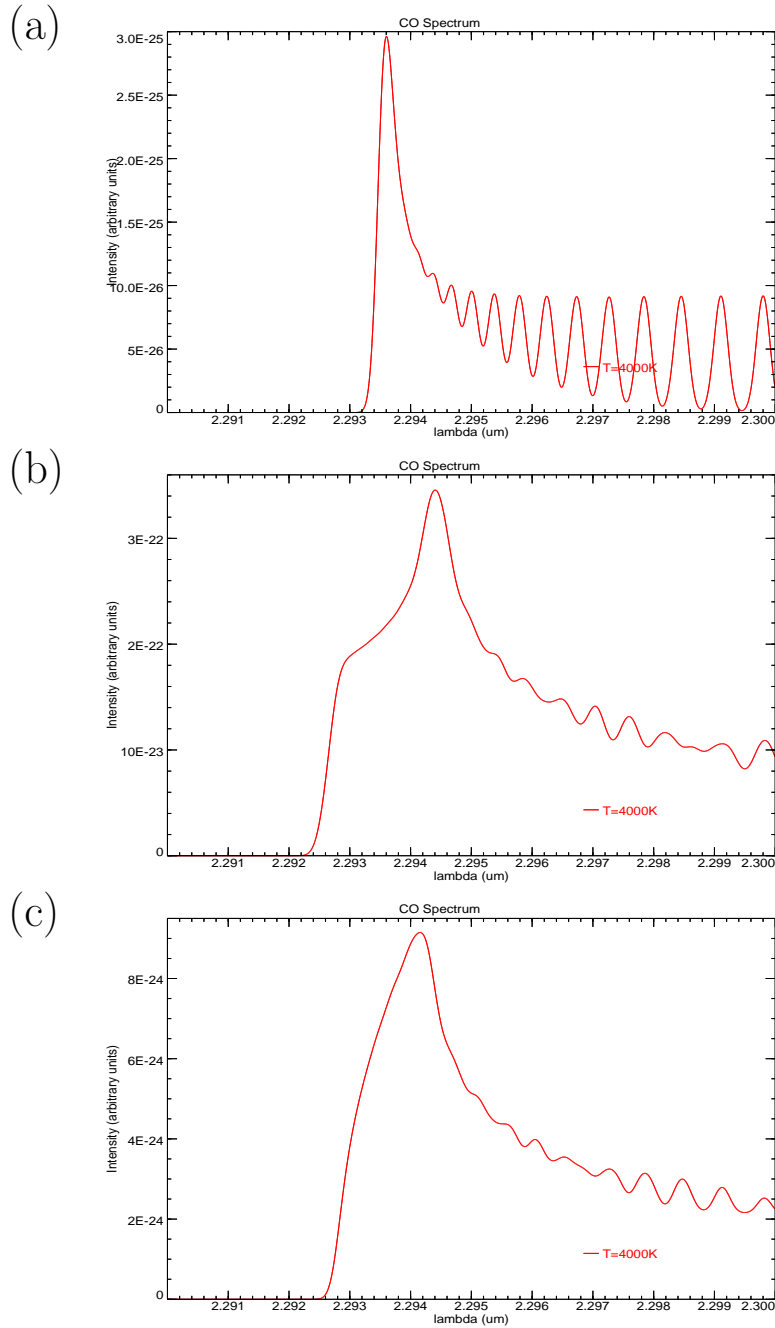 (a)
CO Spectrum
3.0E-25
2.5E-25
2.0E-25
1.5E-25
10.0E-26
5E-26
0
Intensity (arbitrary units)
T=4000K
2.291 2.292 2.293 2.294 2.295 2.296 2.297 2.298 2.299 2.300
lambda (um)
(b)
CO Spectrum
3E-22
2E-22
10E-23
0
Intensity (arbitrary units)
T=4000K
2.291 2.292 2.293 2.294 2.295 2.296 2.297 2.298 2.299 2.300
lambda (um)
(c)
CO Spectrum
8E-24
6E-24
4E-24
2E-24
0
Intensity (arbitrary units)
T=4000K
2.291 2.292 2.293 2.294 2.295 2.296 2.297 2.298 2.299 2.300
lambda (um)